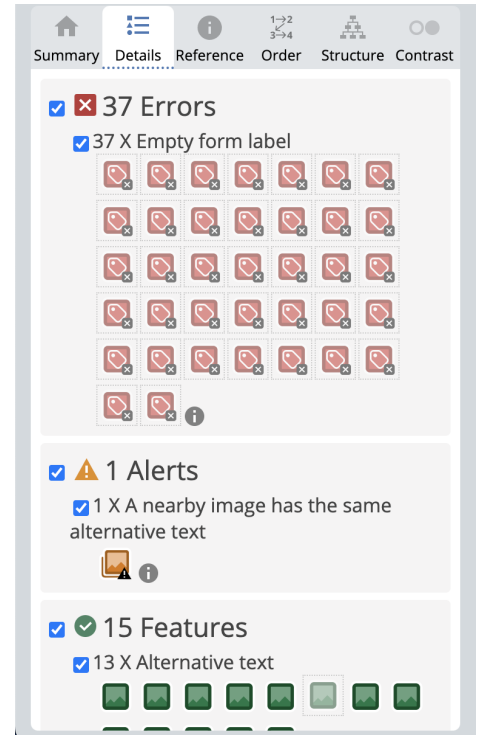 1→2
3→4
Summary Details Reference Order Structure Contrast
37 Errors
37 X Empty form label
1 Alerts
1 X A nearby image has the same
alternative text
15 Features
13 X Alternative text